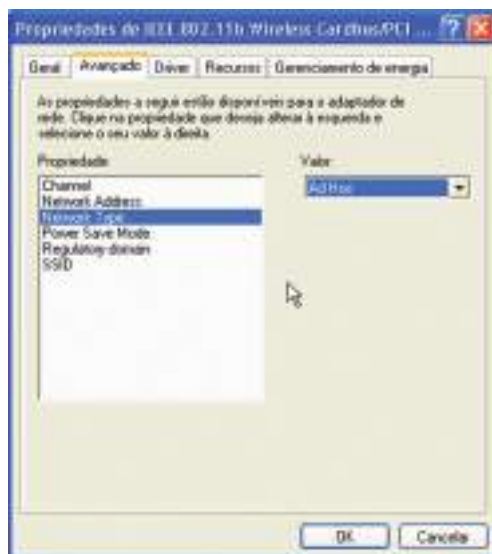 Propriedades de IEEE 802.11b Wireless Cardbus/PCI ...
Geral Avançado Driver Recursos Gerenciamento de energia
As propriedades a seguir estão disponíveis para o adaptador de
rede. Clique na propriedade que deseja alterar à esquerda e
selecione o seu valor à direita.
Propriedade:
Valor:
Channel
Network Address
Network Type
Power Save Mode
Regulatory domain
SSID
Ad Hoc
OK Cancelar